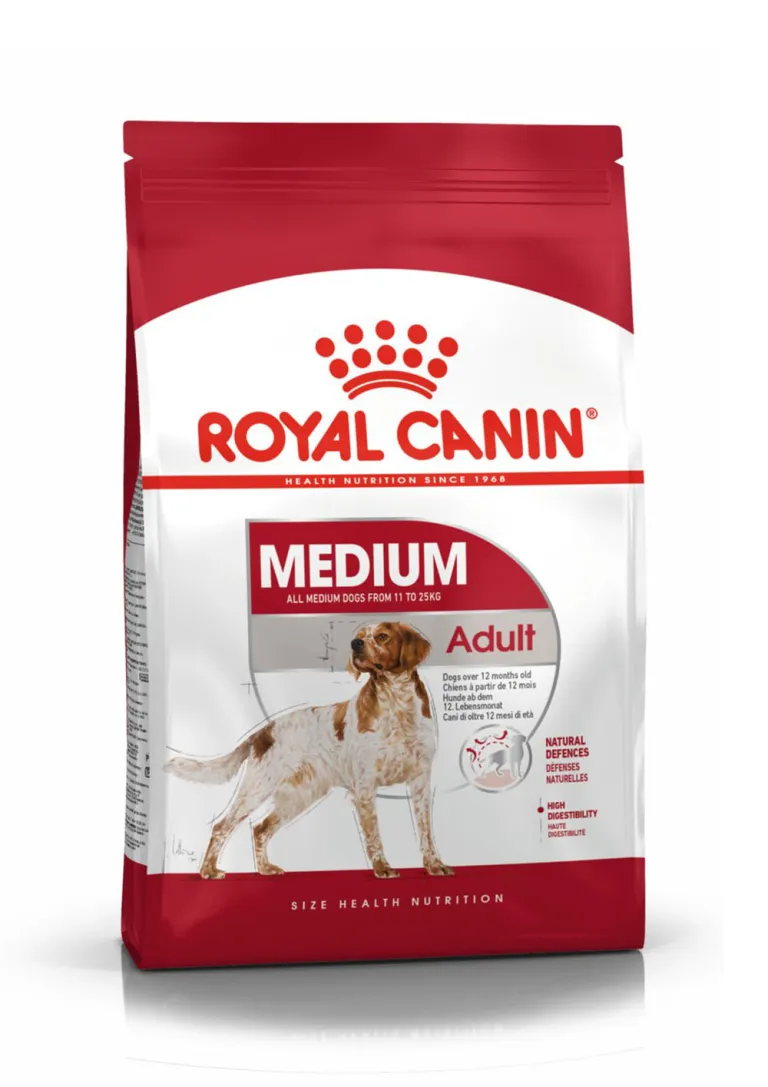 ROYAL CANIN®
HEALTH NUTRITION SINCE 1968
MEDIUM
ALL MEDIUM DOGS FROM 11 TO 25KG
Adult
Dogs over 12 months old
Chiens à partir de 12 mois
Hunde ab dem
12. Lebensmonat
Cani di oltre 12 mesi di età
NATURAL
DEFENCES
DÉFENSES
NATURELLES
HIGH
DIGESTIBILITY
HAUTE
DIGESTIBILITÉ
SIZE HEALTH NUTRITION